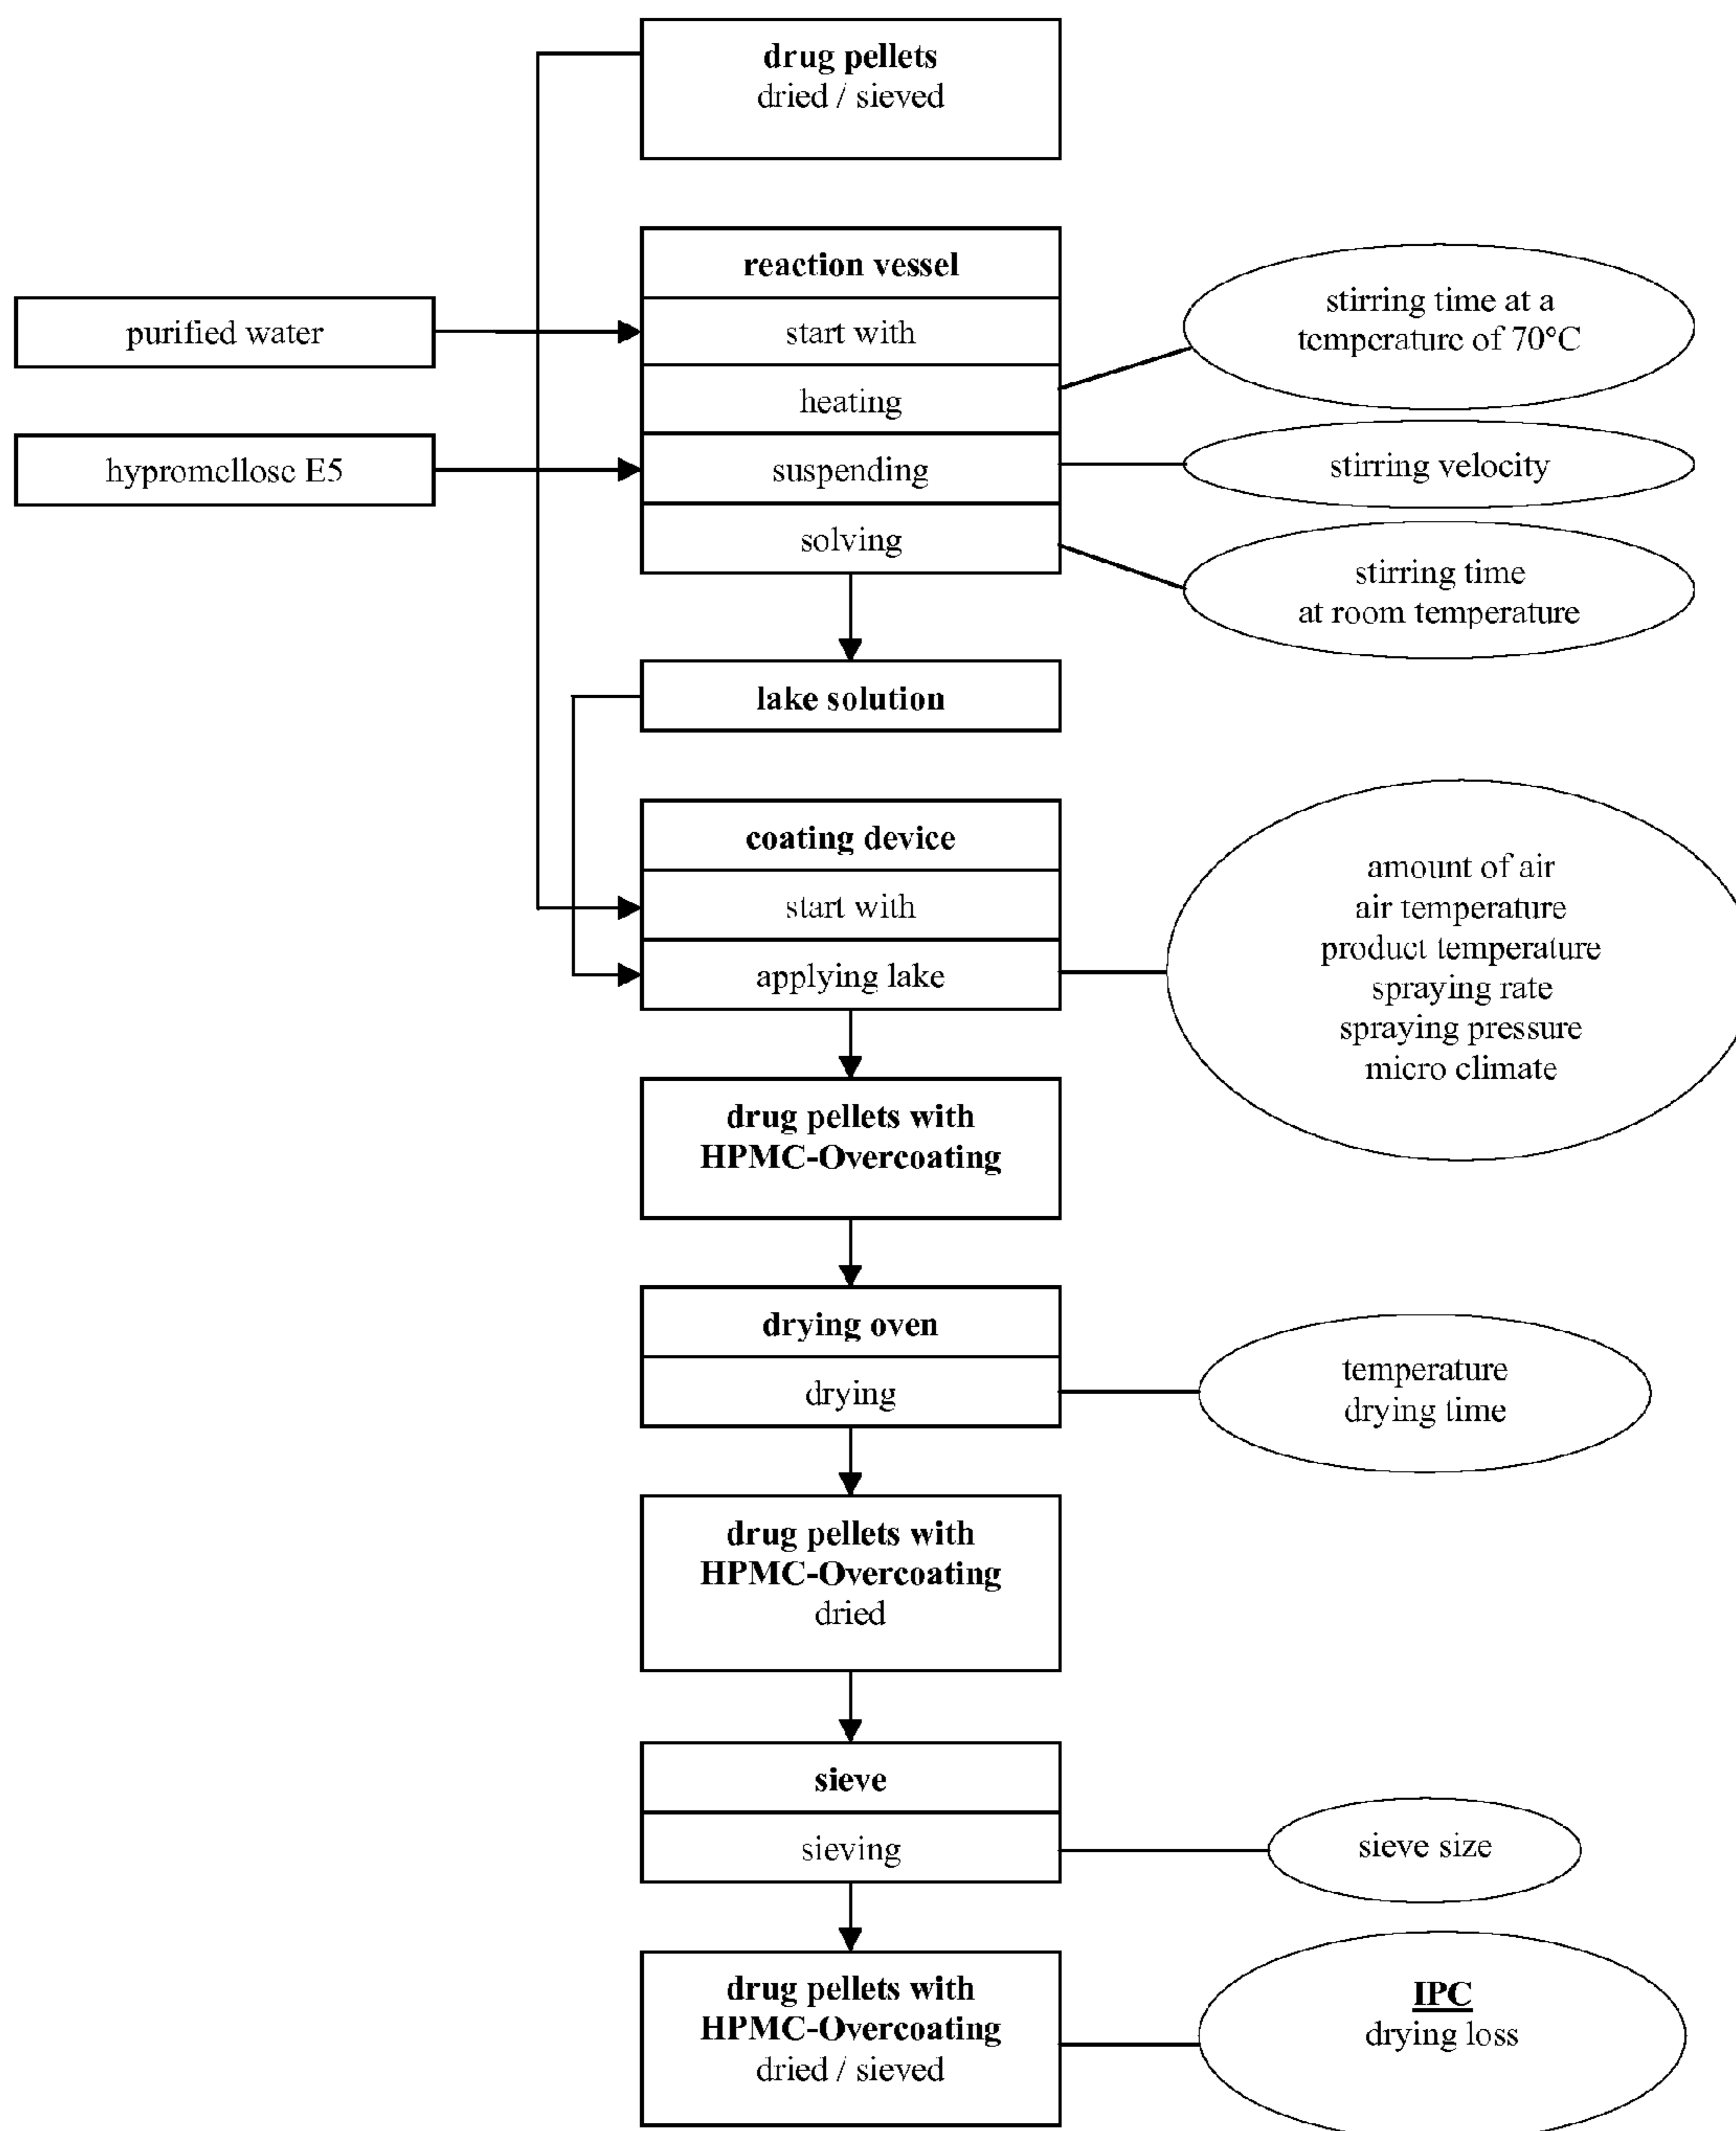 drug pellets
dried / sieved
reaction vessel
purified water
start with
stirring time at a
temperature of 70°C
heating
hypromellose E5
suspending
stirring velocity
solving
stirring time
at room temperature
lake solution
coating device
start with
applying lake
amount of air
air temperature
product temperature
spraying rate
spraying pressure
micro climate
drug pellets with
HPMC-Overcoating
drying oven
drying
temperature
drying time
drug pellets with
HPMC-Overcoating
dried
sieve
sieving
sieve size
drug pellets with
HPMC-Overcoating
dried / sieved
IPC
drying loss